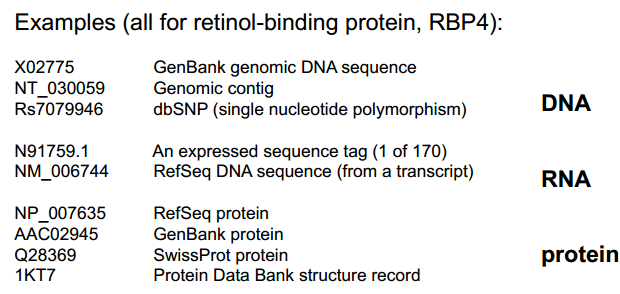 Examples (all for retinol-binding protein, RBP4):
X02775 GenBank genomic DNA sequence
NT_030059 Genomic contig
Rs7079946 dbSNP (single nucleotide polymorphism)
DNA
N91759.1 An expressed sequence tag (1 of 170)
NM_006744 RefSeq DNA sequence (from a transcript)
RNA
NP_007635 RefSeq protein
AAC02945 GenBank protein
Q28369 SwissProt protein
protein
1KT7 Protein Data Bank structure record